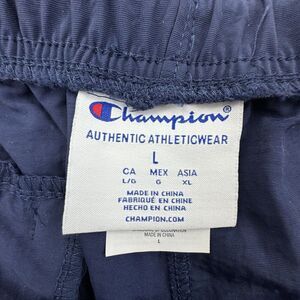 Champion®
AUTHENTIC ATHLETICWEAR
L
CA MEX ASIA
L/G G XL
MADE IN CHINA
FABRIQUÉ EN CHINE
HECHO EN CHINA
CHAMPION.COM
MADE IN CHINA
L